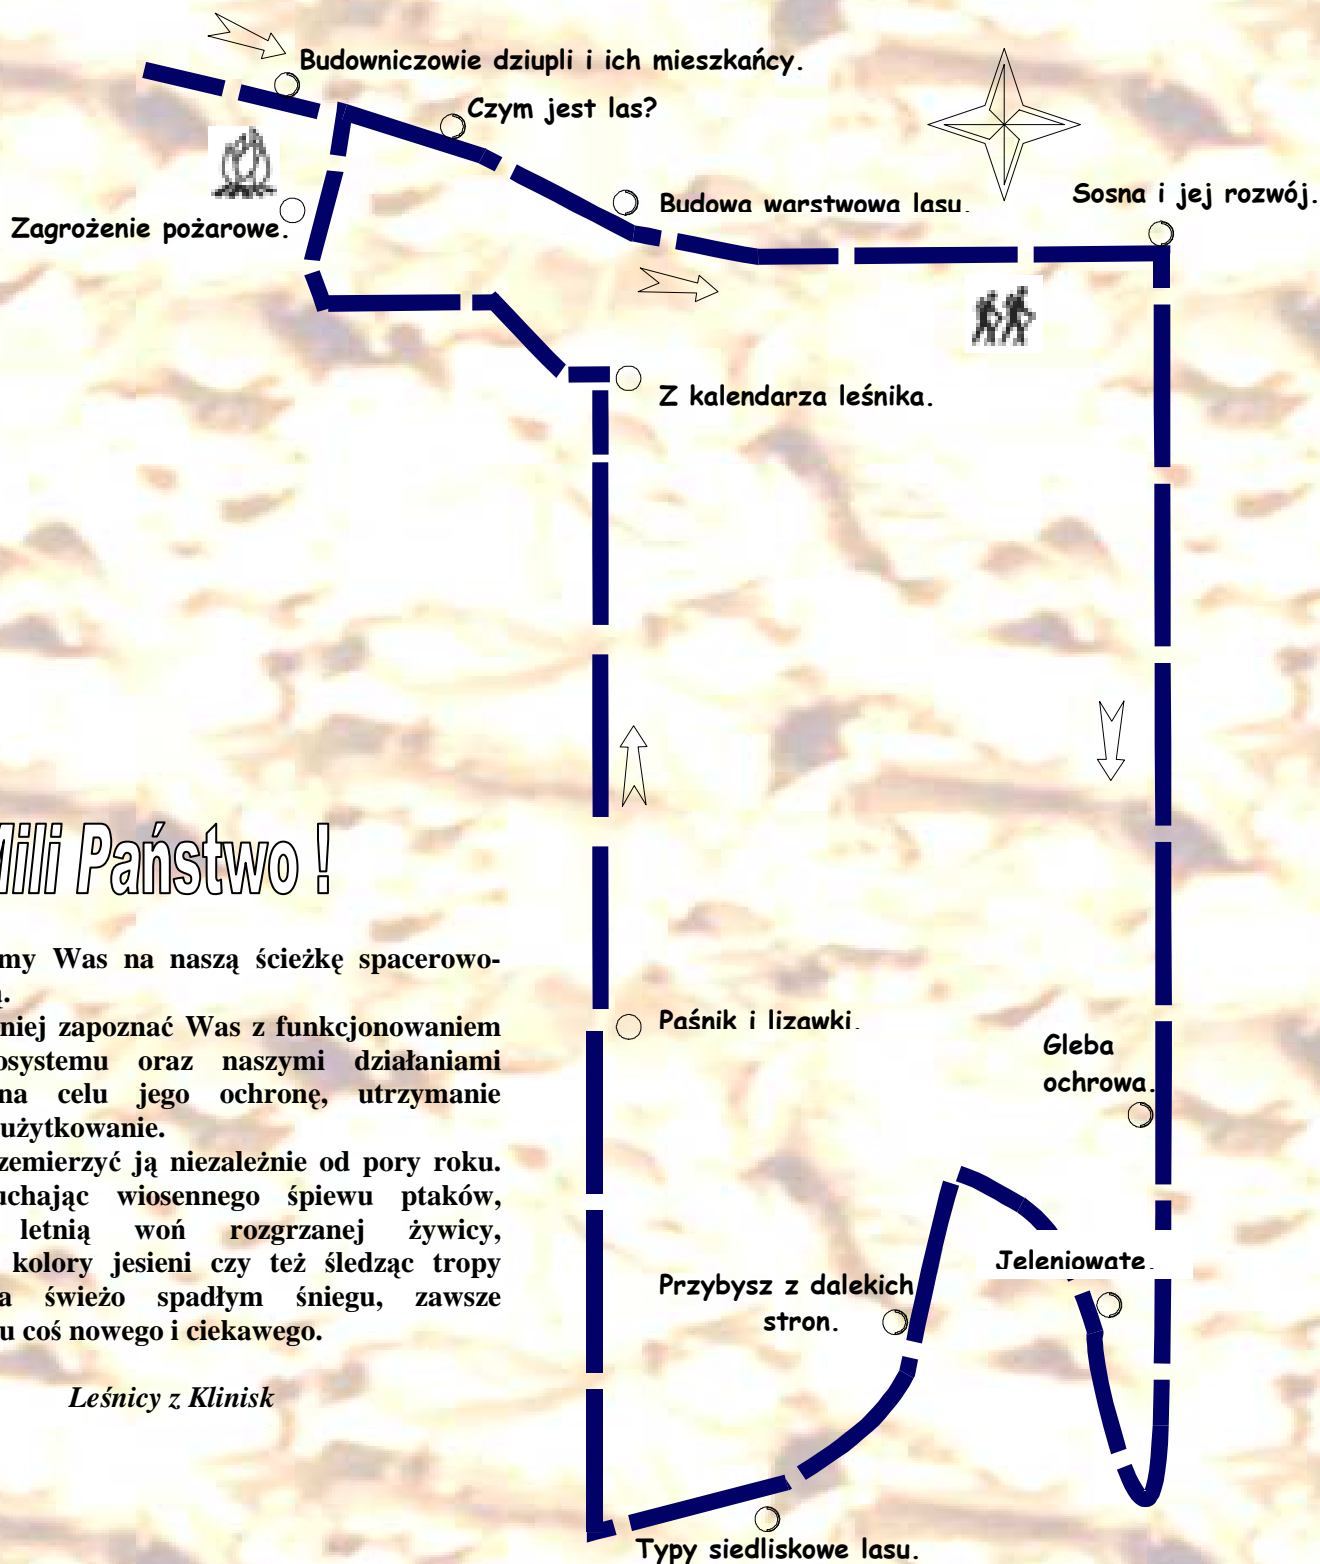 Budowniczowie dziupli i ich mieszkańcy.
Czym jest las?
Budowa warstwowa lasu.
Sosna i jej rozwój.
Zagrożenie pożarowe.
Z kalendarza leśnika.
Mili Państwo !
my Was na naszą ścieżkę spacerowo-
ą.
niej zapoznać Was z funkcjonowaniem
osystemu oraz naszymi działaniami
na celu jego ochronę, utrzymanie
użytkowanie.
zemierzyć ją niezależnie od pory roku.
uchając wiosennego śpiewu ptaków,
letnią woń rozgrzanej żywicy,
kolory jesieni czy też śledząc tropy
a świeżo spadłym śniegu, zawsze
u coś nowego i ciekawego.
Leśnicy z Klinisk
Paśnik i lizawki.
Gleba
ochrowa.
Jeleniowate.
Przybysz z dalekich
stron.
Typy siedliskowe lasu.